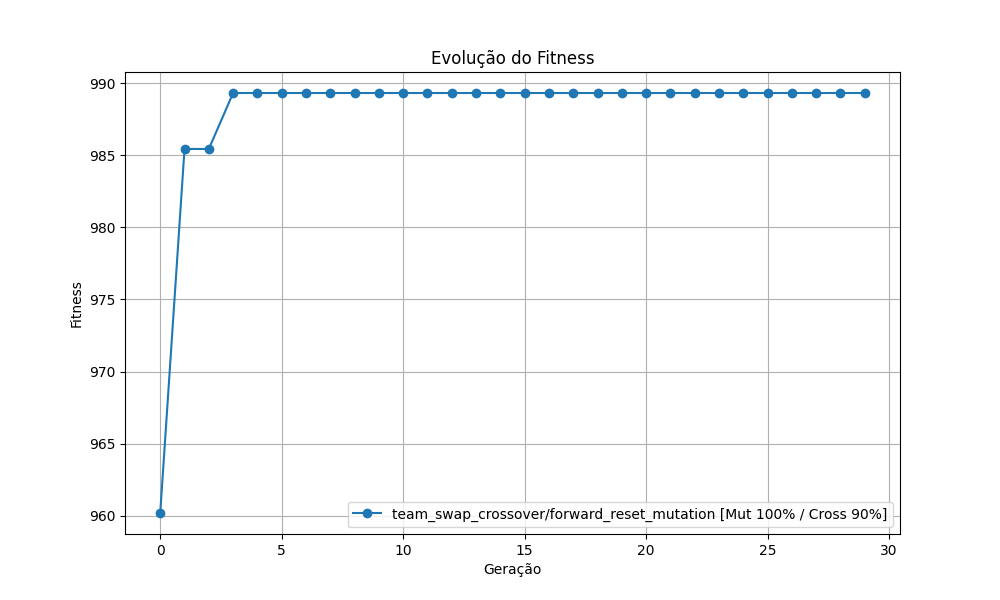 Evolução do Fitness
Fitness
990
985
980
975
970
965
960
team_swap_crossover/forward_reset_mutation [Mut 100% / Cross 90%]
0 5 10 15 20 25 30
Geração